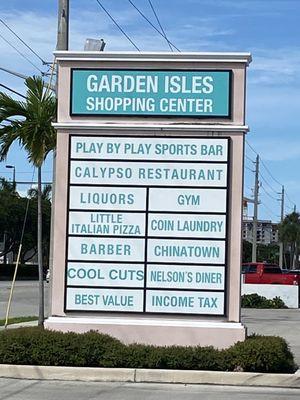 GARDEN ISLES
SHOPPING CENTER
PLAY BY PLAY SPORTS BAR
CALYPSO RESTAURANT
LIQUORS
GYM
LITTLE
ITALIAN PIZZA
COIN LAUNDRY
BARBER
CHINATOWN
COOL CUTS
NELSON'S DINER
BEST VALUE
INCOME TAX